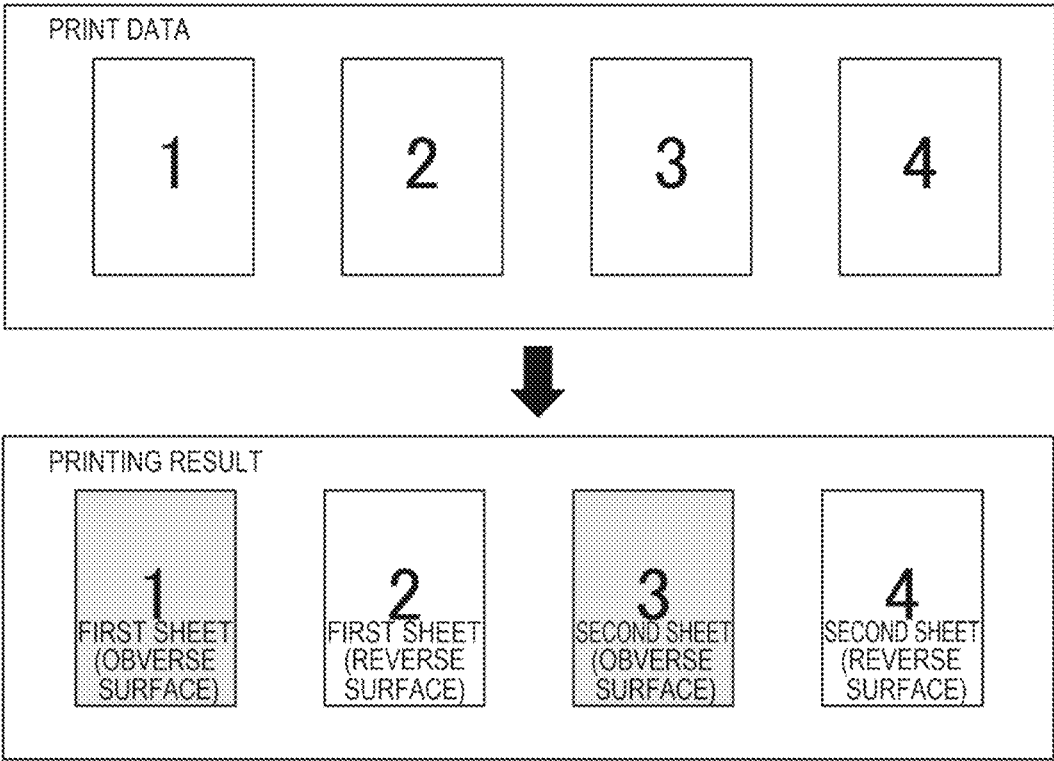 PRINT DATA
1 2 3 4
PRINTING RESULT
1 2 3 4
FIRST SHEET FIRST SHEET SECOND SHEET SECOND SHEET
(OBVERSE (REVERSE (OBVERSE (REVERSE
SURFACE) SURFACE) SURFACE) SURFACE)